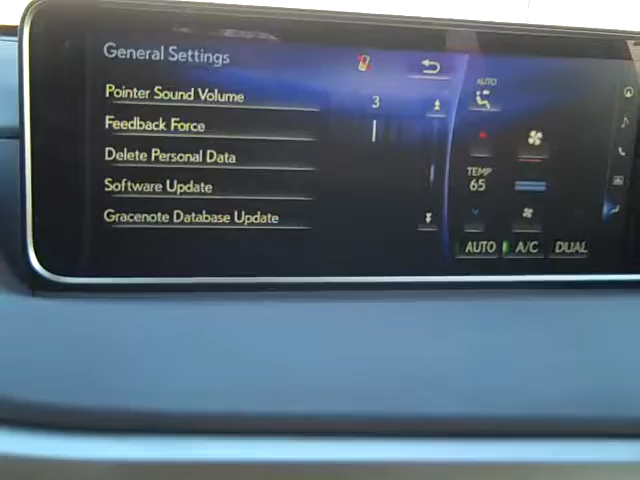 General Settings
Pointer Sound Volume
3
Feedback Force
Delete Personal Data
Software Update
Gracenote Database Update
AUTO
TEMP
65
AUTO A/C DUAL